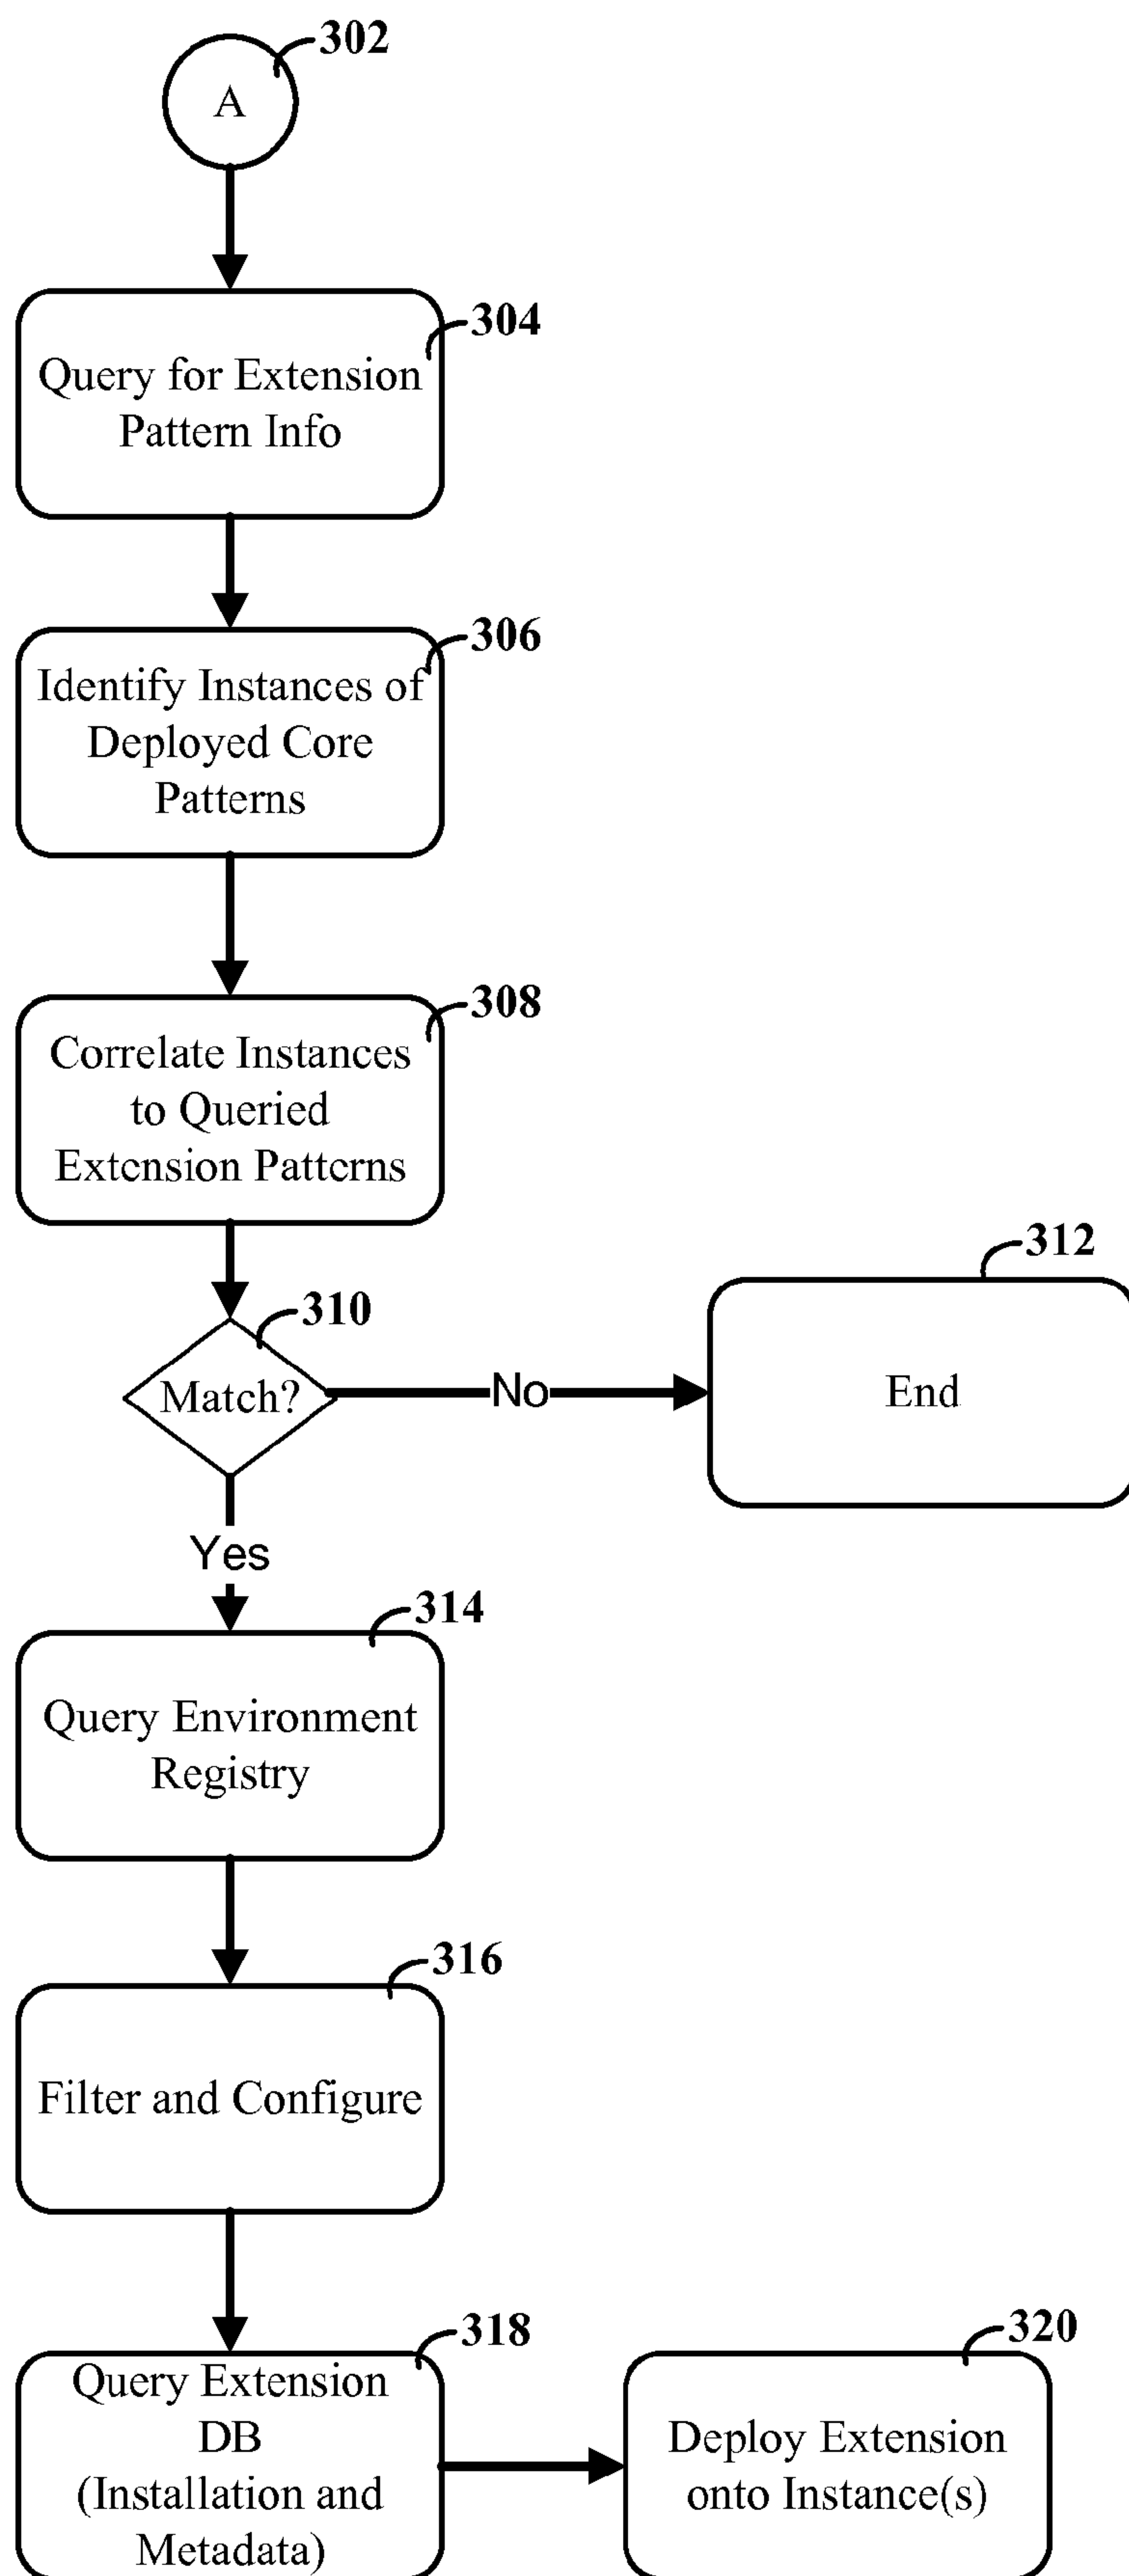 302
A
304
Query for Extension
Pattern Info
306
Identify Instances of
Deployed Core
Patterns
308
Correlate Instances
to Queried
Extension Patterns
310
Match?
No
312
End
Yes
314
Query Environment
Registry
316
Filter and Configure
318
Query Extension
DB
(Installation and
Metadata)
320
Deploy Extension
onto Instance(s)